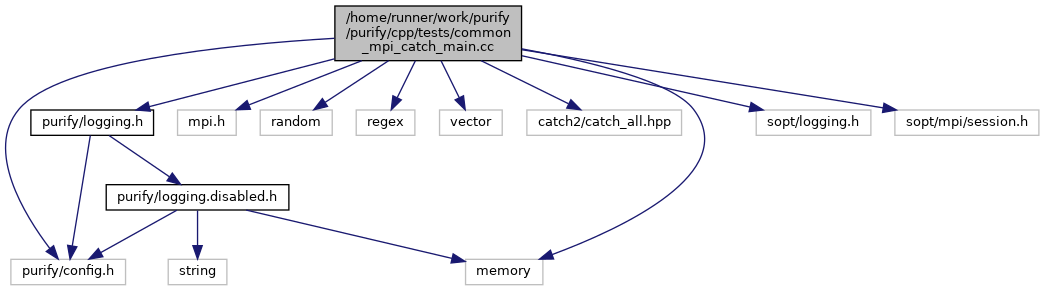 /home/runner/work/purify
/purify/cpp/tests/common
_mpi_catch_main.cc
purify/logging.h
mpi.h
random
regex
vector
catch2/catch_all.hpp
sopt/logging.h
sopt/mpi/session.h
purify/logging.disabled.h
purify/config.h
string
memory